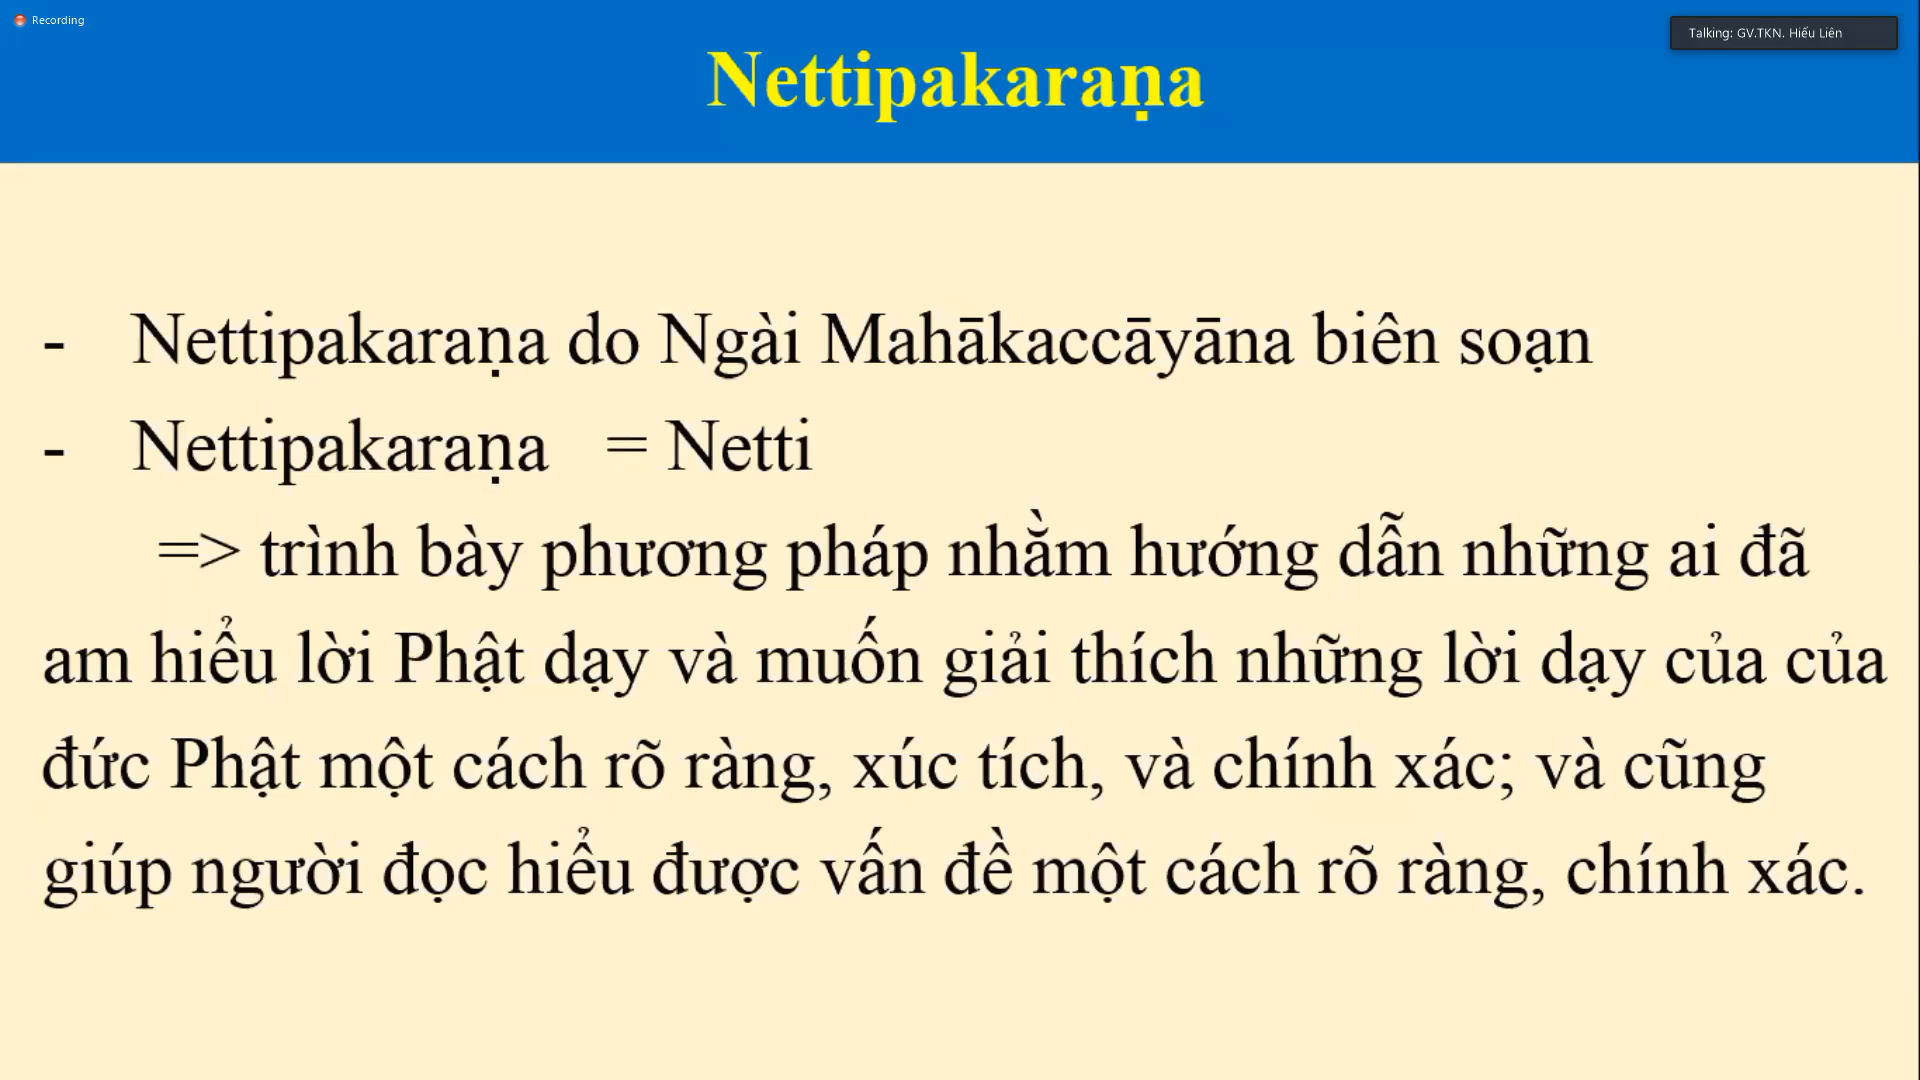 Recording
Talking: GV.TKN. Hiếu Liên
Nettipakaraṇa
- Nettipakaraṇa do Ngài Mahākaccāyāna biên soạn
- Nettipakaraṇa = Netti
=> trình bày phương pháp nhằm hướng dẫn những ai đã
am hiểu lời Phật dạy và muốn giải thích những lời dạy của của
đức Phật một cách rõ ràng, xúc tích, và chính xác; và cũng
giúp người đọc hiểu được vấn đề một cách rõ ràng, chính xác.